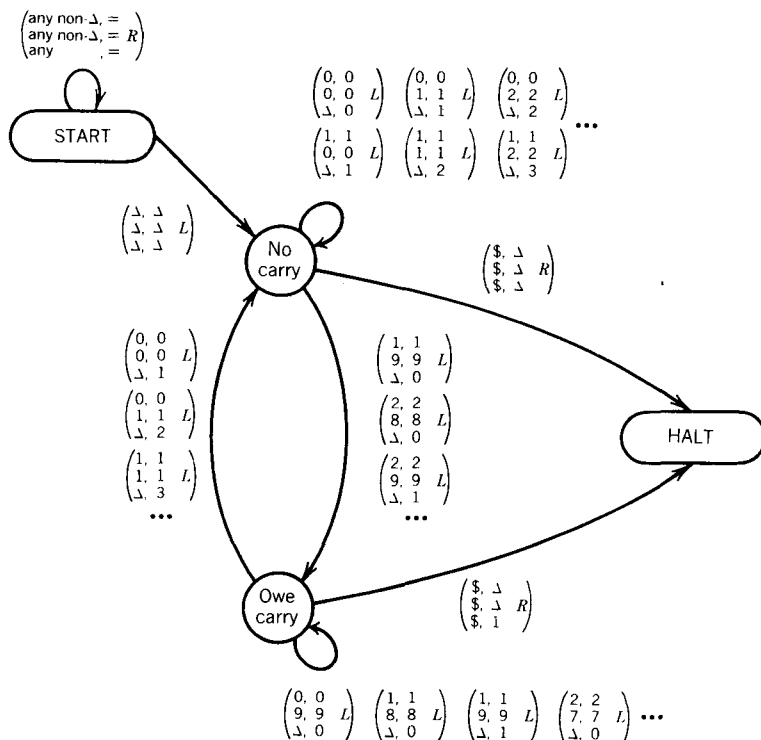 any non-Δ, =
any non-Δ, = R
any , =
START
0, 0 0, 0 0, 0
0, 0 L 1, 1 L 2, 2 L
Δ, 0 Δ, 1 Δ, 2
...
1, 1 1, 1 1, 1
0, 0 L 1, 1 L 2, 2 L
Δ, 1 Δ, 2 Δ, 3
Δ, Δ
Δ, Δ L
Δ, Δ
No
carry
$, Δ
$, Δ R
$, Δ
0, 0
0, 0 L
Δ, 1
0, 0
1, 1 L
Δ, 2
1, 1
1, 1 L
Δ, 3
...
1, 1
9, 9 L
Δ, 0
2, 2
8, 8 L
Δ, 0
2, 2
9, 9 L
Δ, 1
...
HALT
Owe
carry
$, Δ
$, Δ R
$, 1
0, 0 1, 1 1, 1 2, 2
9, 9 L 8, 8 L 9, 9 L 7, 7 L ...
Δ, 0 Δ, 0 Δ, 1 Δ, 0